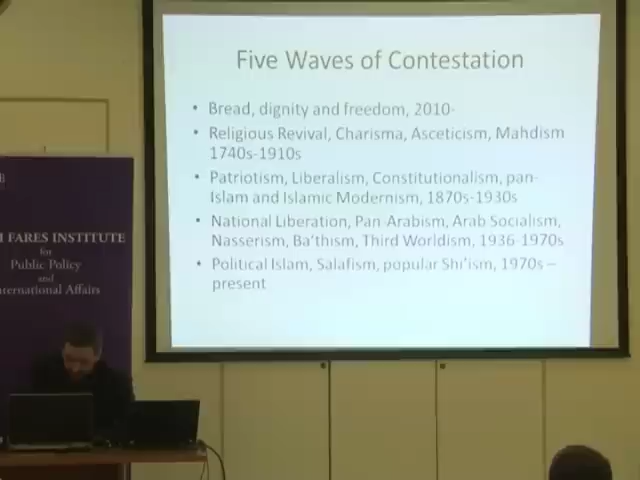 Five Waves of Contestation
• Bread, dignity and freedom, 2010-
• Religious Revival, Charisma, Asceticism, Mahdism
1740s-1910s
• Patriotism, Liberalism, Constitutionalism, pan-
Islam and Islamic Modernism, 1870s-1930s
• National Liberation, Pan-Arabism, Arab Socialism,
Nasserism, Ba'thism, Third Worldism, 1936-1970s
• Political Islam, Salafism, popular Shi'ism, 1970s –
present
FARES INSTITUTE
for
Public Policy
and
nternational Affairs